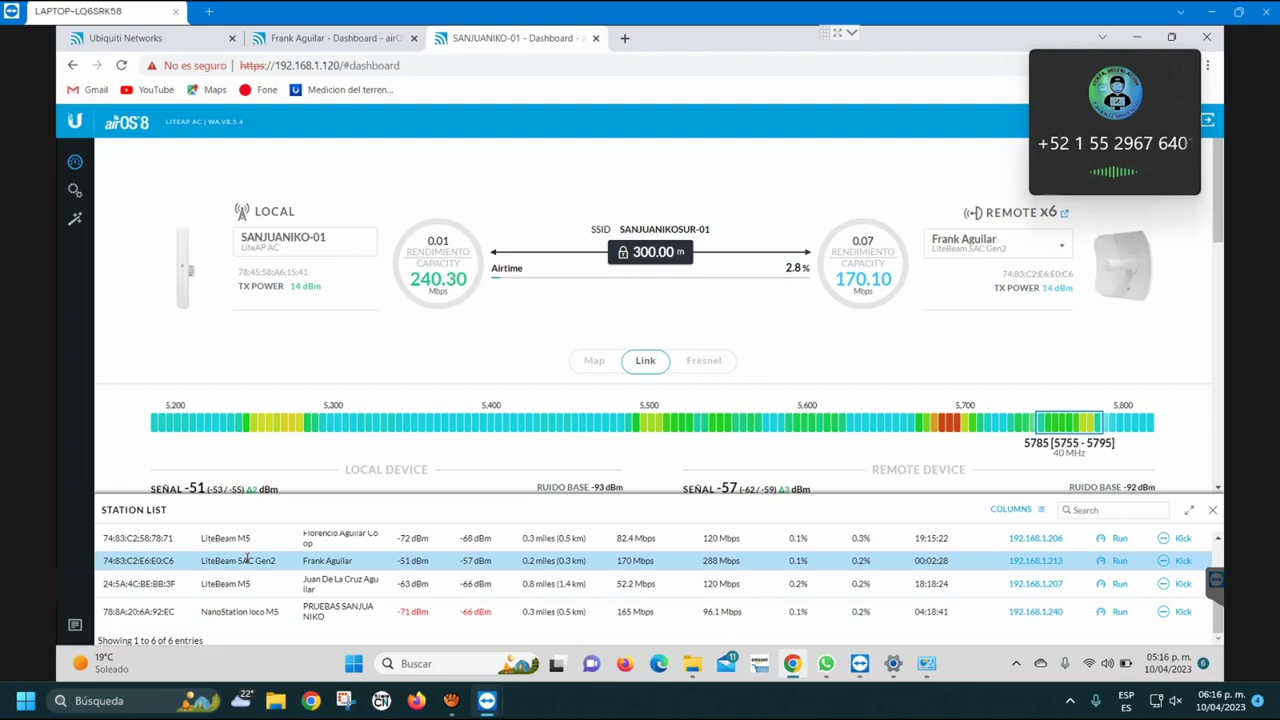 LAPTOP-LQ6SRK58
Ubiquiti Networks
Frank Aguilar - Dashboard - airO
SANJUANIKO-01 - Dashboard -
No es seguro
https://192.168.1.120/#dashboard
Gmail
YouTube
Maps
Fone
Medicion del terren...
+52 1 55 2967 640
airOS 8
LITEAP AC | WA.V8.5.4
LOCAL
SANJUANIKO-01
LiteAP AC
78:45:58:A6:15:41
TX POWER 14 dBm
0.01
RENDIMIENTO
CAPACITY
240.30
Mbps
SSID SANJUANIKOSUR-01
300.00 m
Airtime
2.8 %
0.07
RENDIMIENTO
CAPACITY
170.10
Mbps
REMOTE x6
Frank Aguilar
LiteBeam 5AC Gen2
74:83:C2:E6:E0:C6
TX POWER 14 dBm
Map
Link
Fresnel
5,200 5,300 5,400 5,500 5,600 5,700 5,800
5785 [5755 - 5795]
40 MHz
LOCAL DEVICE
REMOTE DEVICE
SEÑAL -51 (-53 / -55) Δ2 dBm
RUIDO BASE -93 dBm
SEÑAL -57 (-62 / -59) Δ3 dBm
RUIDO BASE -92 dBm
STATION LIST
COLUMNS
Search
74:83:C2:58:78:71 LiteBeam M5 Florencio Aguilar Co -72 dBm -68 dBm 0.3 miles (0.5 km) 82.4 Mbps 120 Mbps 0.1% 0.3% 19:15:22 192.168.1.206 Run Kick
op
74:83:C2:E6:E0:C6 LiteBeam 5AC Gen2 Frank Aguilar -51 dBm -57 dBm 0.2 miles (0.3 km) 170 Mbps 288 Mbps 0.1% 0.2% 00:02:28 192.168.1.213 Run Kick
24:5A:4C:BE:BB:3F LiteBeam M5 Juan De La Cruz Agu -63 dBm -66 dBm 0.8 miles (1.4 km) 52.2 Mbps 120 Mbps 0.2% 0.2% 18:18:24 192.168.1.207 Run Kick
ilar
78:8A:20:6A:92:EC NanoStation loco M5 PRUEBAS SANJUA -71 dBm -66 dBm 0.3 miles (0.5 km) 165 Mbps 96.1 Mbps 0.1% 0.2% 04:18:41 192.168.1.240 Run Kick
NIKO
Showing 1 to 6 of 6 entries
19°C
Soleado
Buscar
11
05:16 p. m.
10/04/2023
6
Búsqueda
22°
ESP
ES
06:16 p. m.
10/04/2023
4